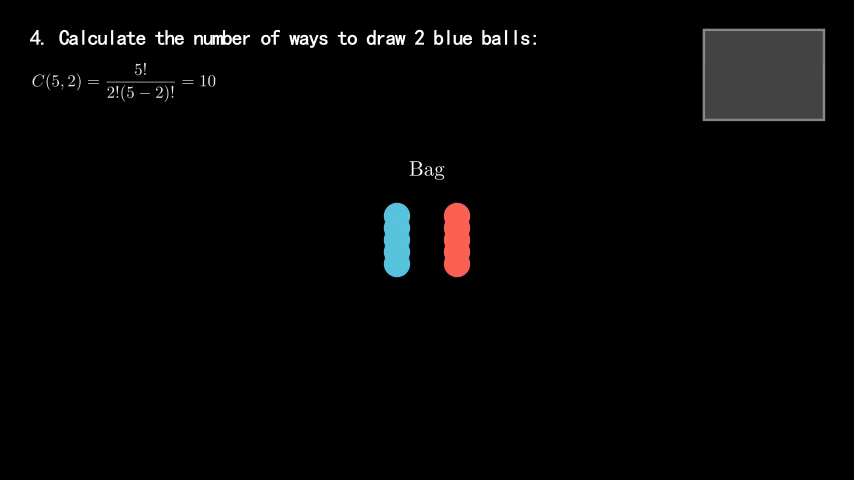 4. Calculate the number of ways to draw 2 blue balls:
C(5, 2) = 5! / 2!(5 − 2)! = 10
Bag